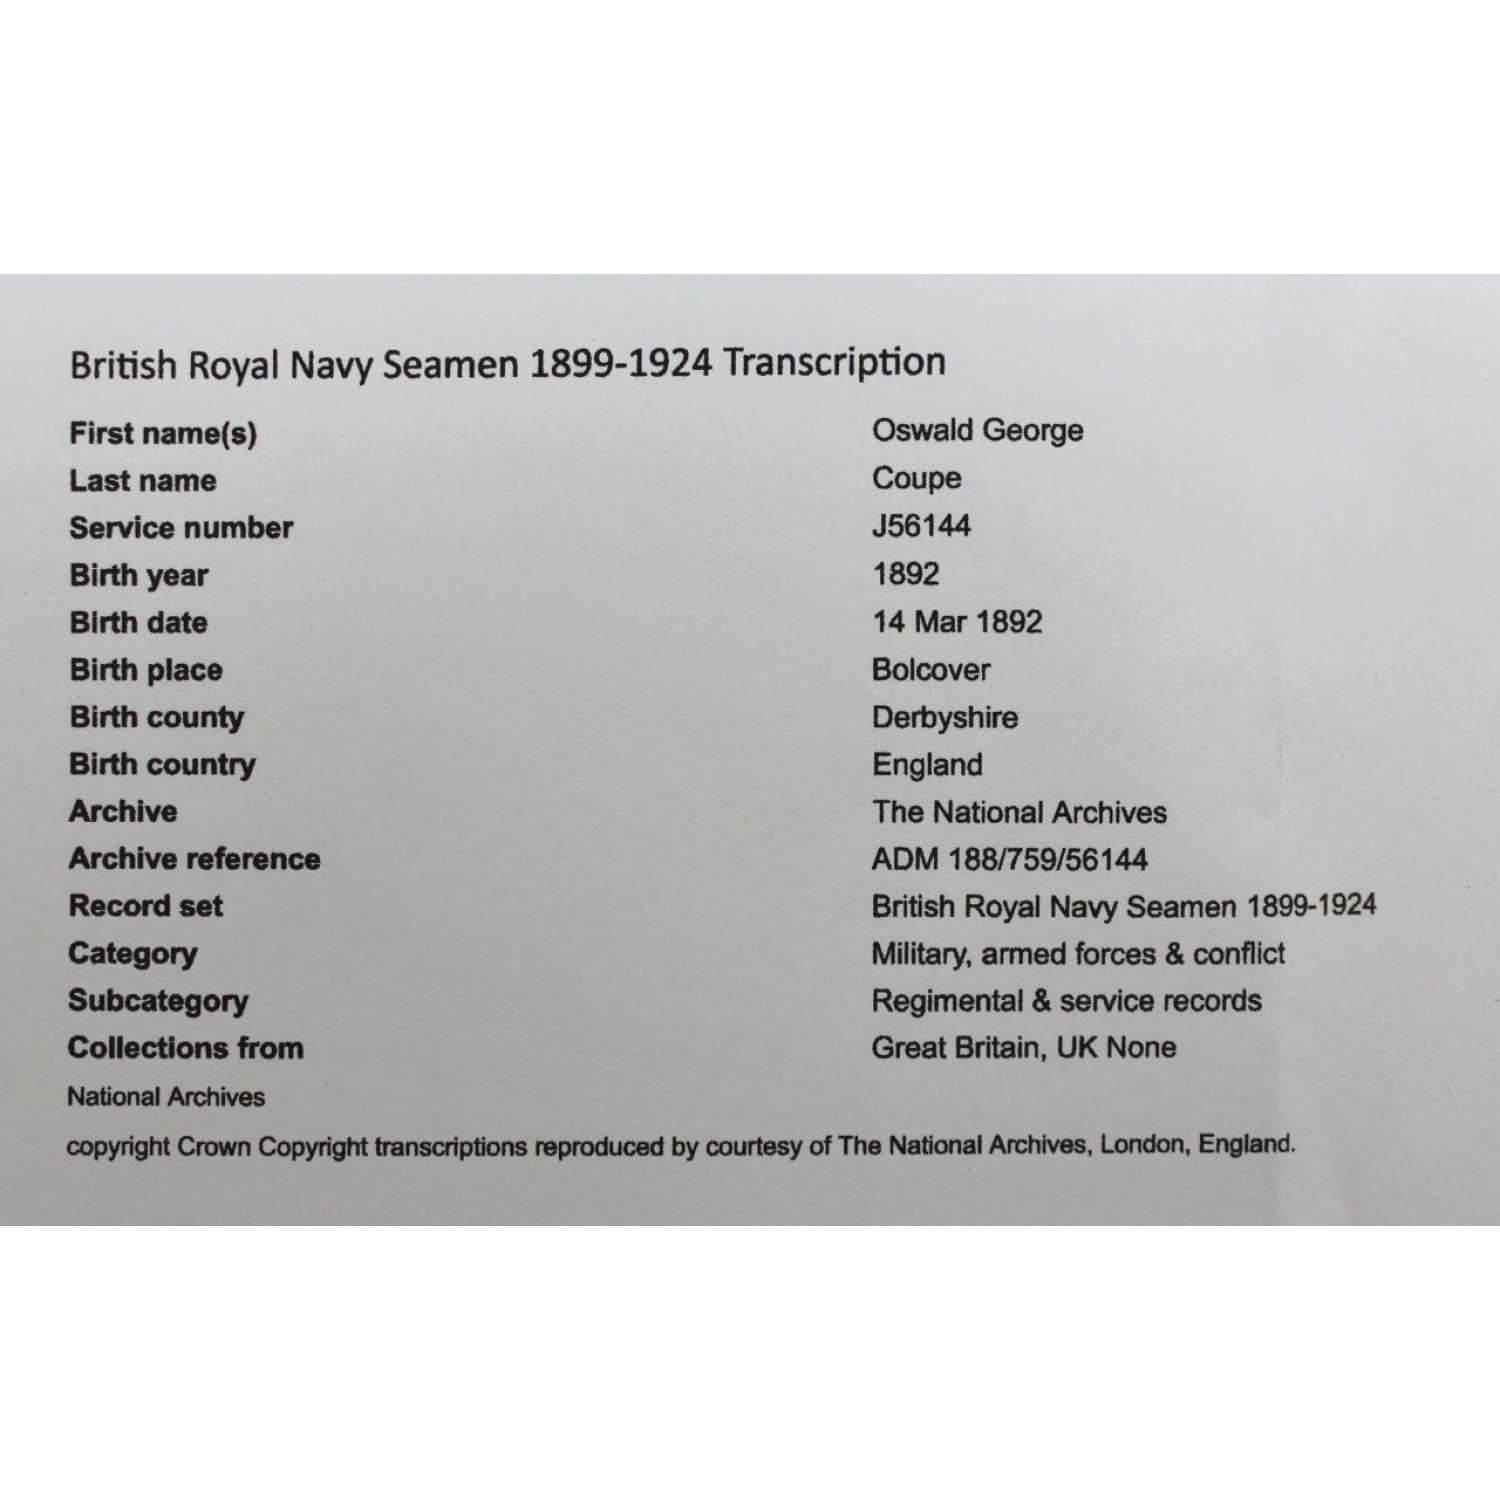 British Royal Navy Seamen 1899-1924 Transcription
First name(s) Oswald George
Last name Coupe
Service number J56144
Birth year 1892
Birth date 14 Mar 1892
Birth place Bolcover
Birth county Derbyshire
Birth country England
Archive The National Archives
Archive reference ADM 188/759/56144
Record set British Royal Navy Seamen 1899-1924
Category Military, armed forces & conflict
Subcategory Regimental & service records
Collections from Great Britain, UK None
National Archives
copyright Crown Copyright transcriptions reproduced by courtesy of The National Archives, London, England.